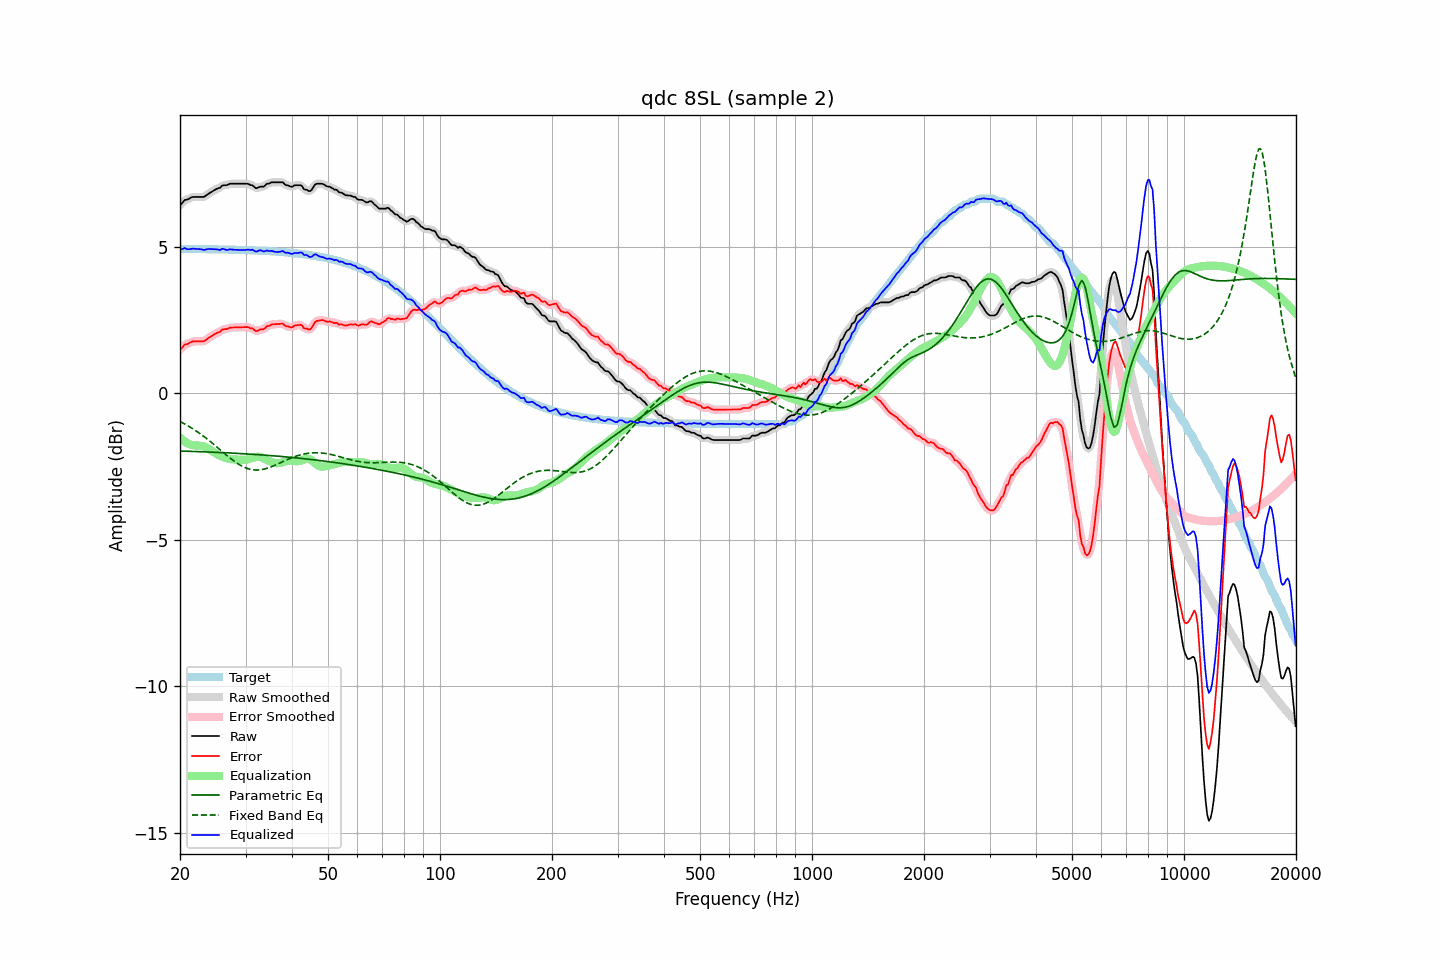 qdc 8SL (sample 2)
Amplitude (dBr)
5
0
−5
−10
−15
Target
Raw Smoothed
Error Smoothed
Raw
Error
Equalization
Parametric Eq
Fixed Band Eq
Equalized
20 50 100 200 500 1000 2000 5000 10000 20000
Frequency (Hz)